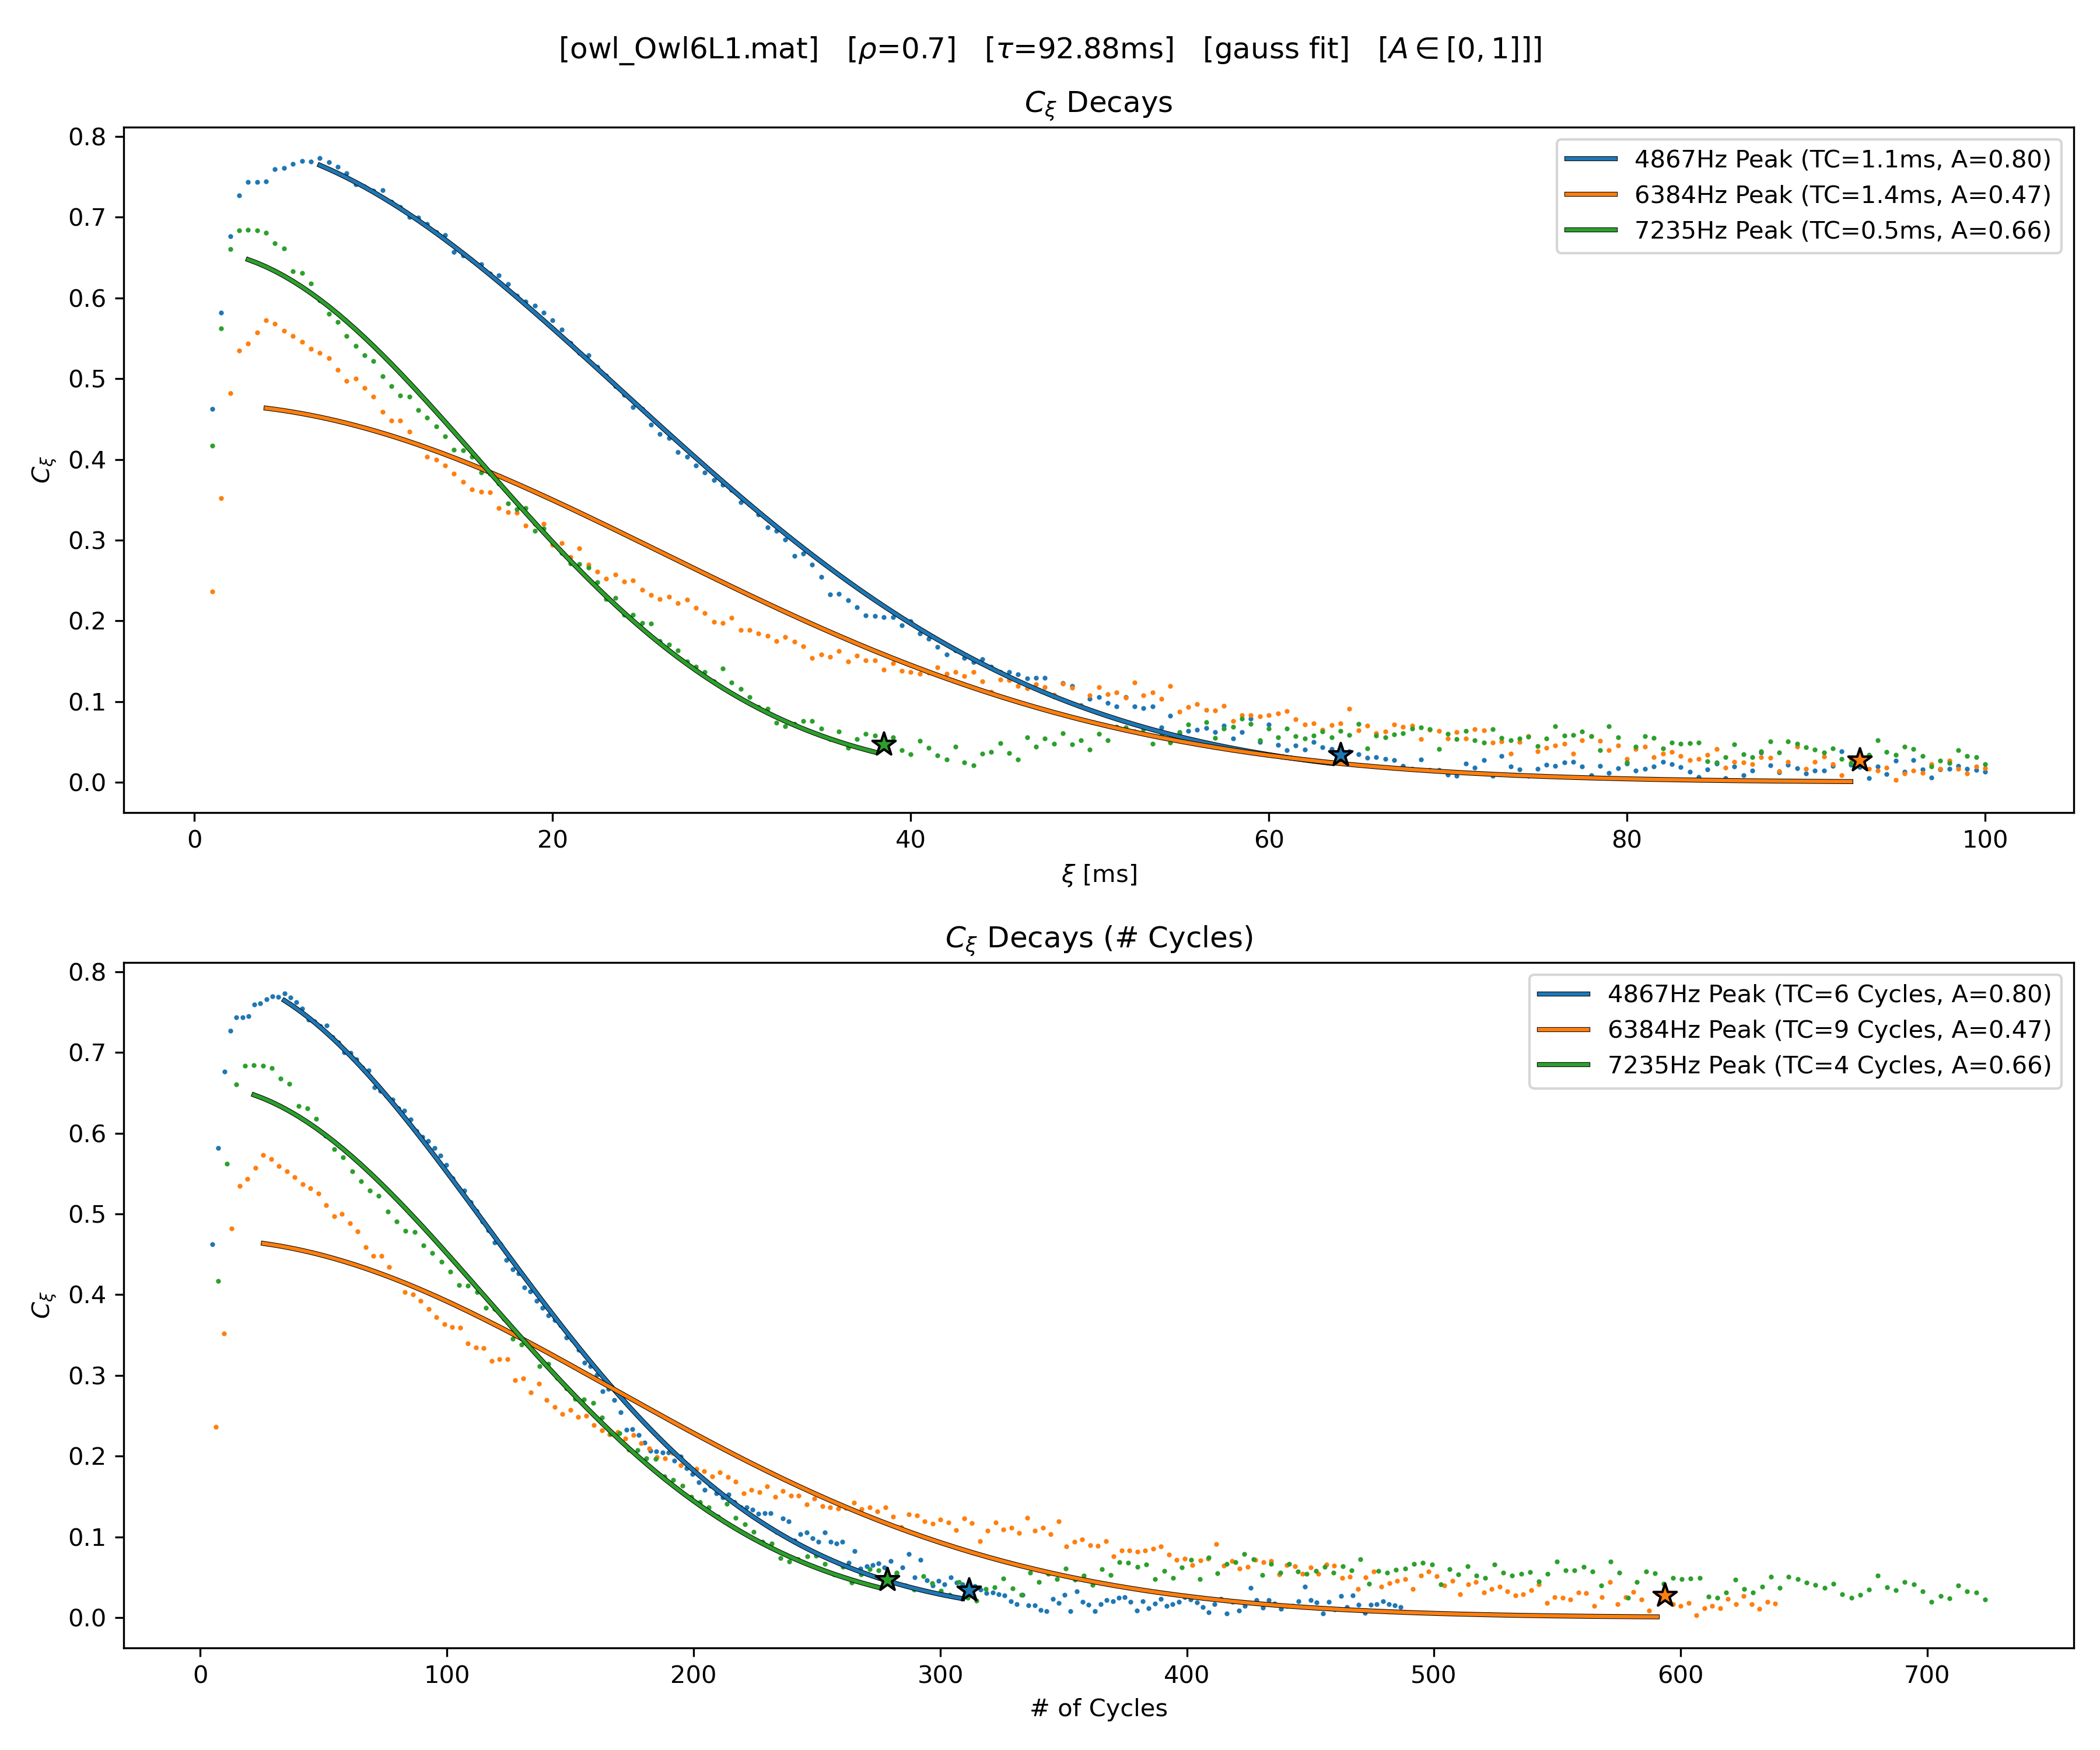 [owl_Owl6L1.mat] [ρ=0.7] [τ=92.88ms] [gauss fit] [A ∈ [0, 1]]]
Cξ Decays
0.8
0.7
0.6
0.5
0.4
0.3
0.2
0.1
0.0
Cξ
4867Hz Peak (TC=1.1ms, A=0.80)
6384Hz Peak (TC=1.4ms, A=0.47)
7235Hz Peak (TC=0.5ms, A=0.66)
0 20 40 60 80 100
ξ [ms]
Cξ Decays (# Cycles)
0.8
0.7
0.6
0.5
0.4
0.3
0.2
0.1
0.0
Cξ
4867Hz Peak (TC=6 Cycles, A=0.80)
6384Hz Peak (TC=9 Cycles, A=0.47)
7235Hz Peak (TC=4 Cycles, A=0.66)
0 100 200 300 400 500 600 700
# of Cycles